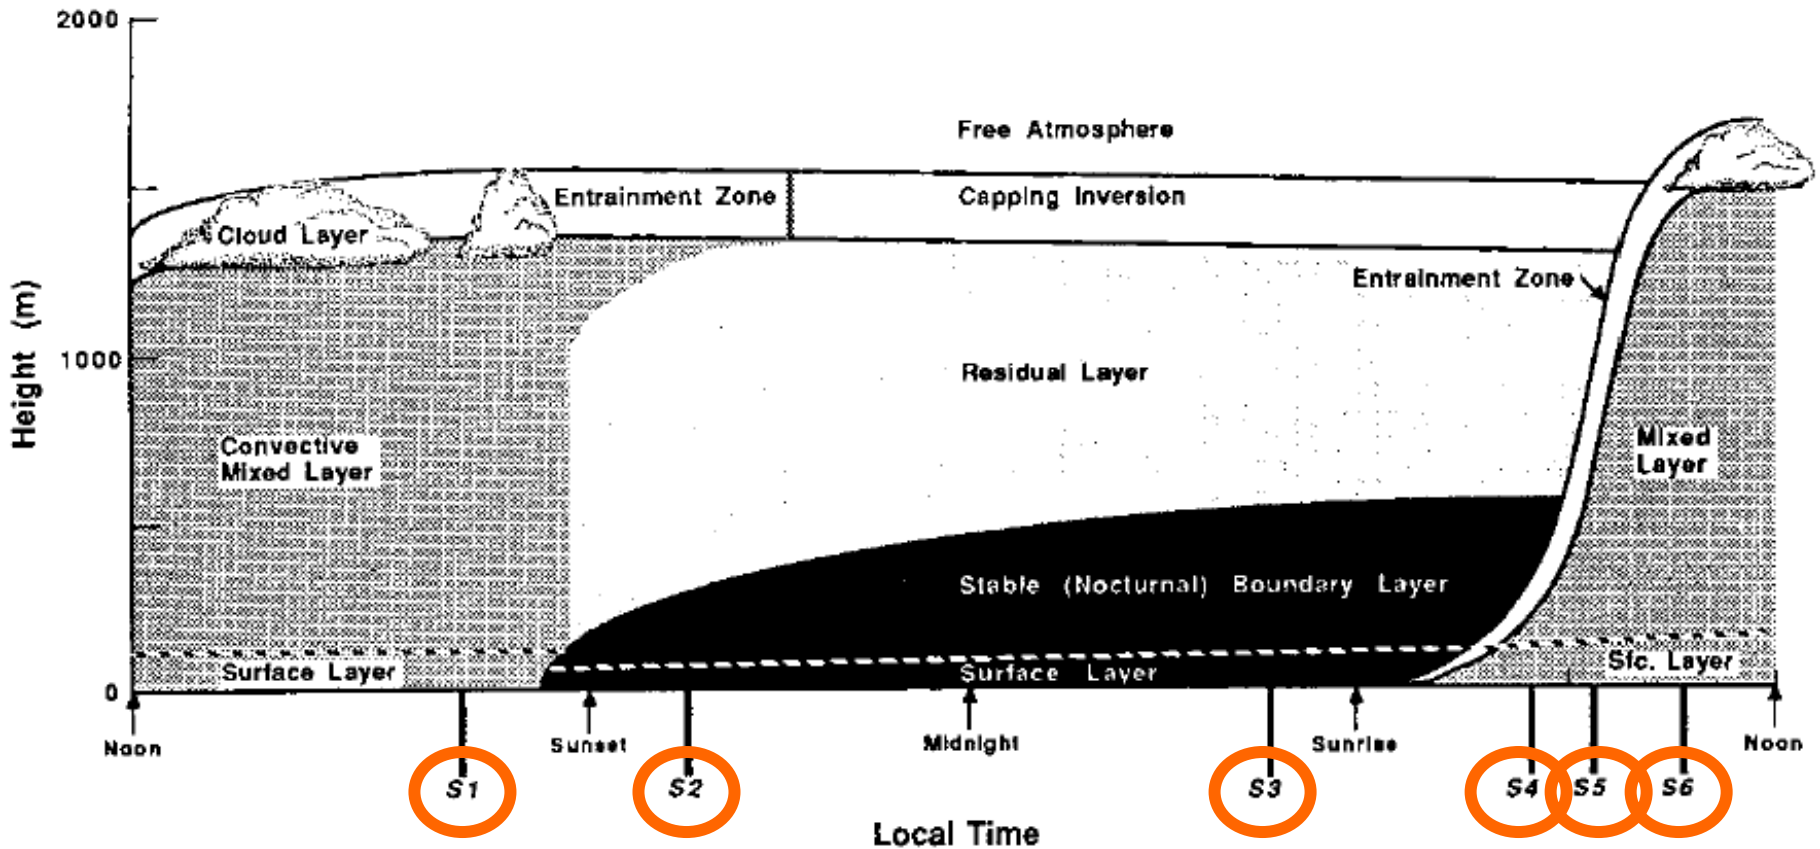 2000
Free Atmosphere
Entrainment Zone
Capping Inversion
Cloud Layer
Entrainment Zone
Height (m)
1000
Residual Layer
Convective
Mixed Layer
Mixed
Layer
Stable (Nocturnal) Boundary Layer
Surface Layer
Surface Layer
Sfc. Layer
0
Noon
Sunset
Midnight
Sunrise
Noon
S1
S2
S3
S4
S5
S6
Local Time